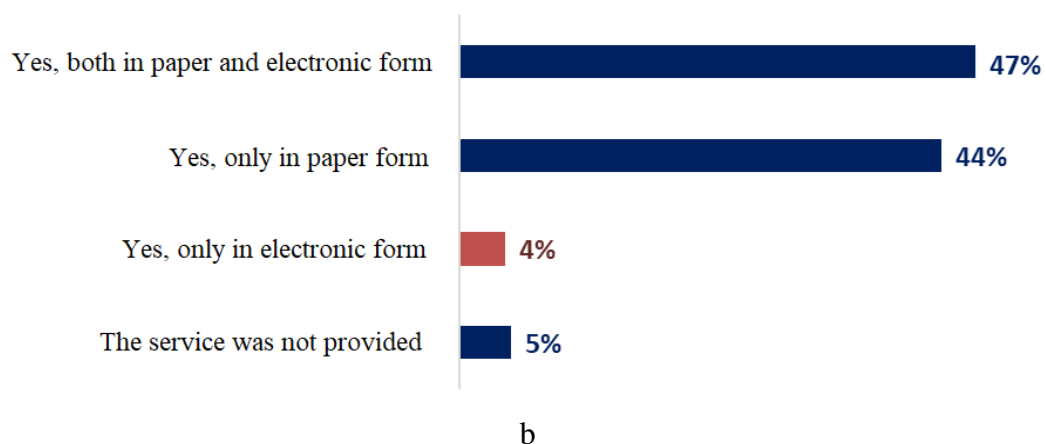 Yes, both in paper and electronic form 47%
Yes, only in paper form 44%
Yes, only in electronic form 4%
The service was not provided 5%
b